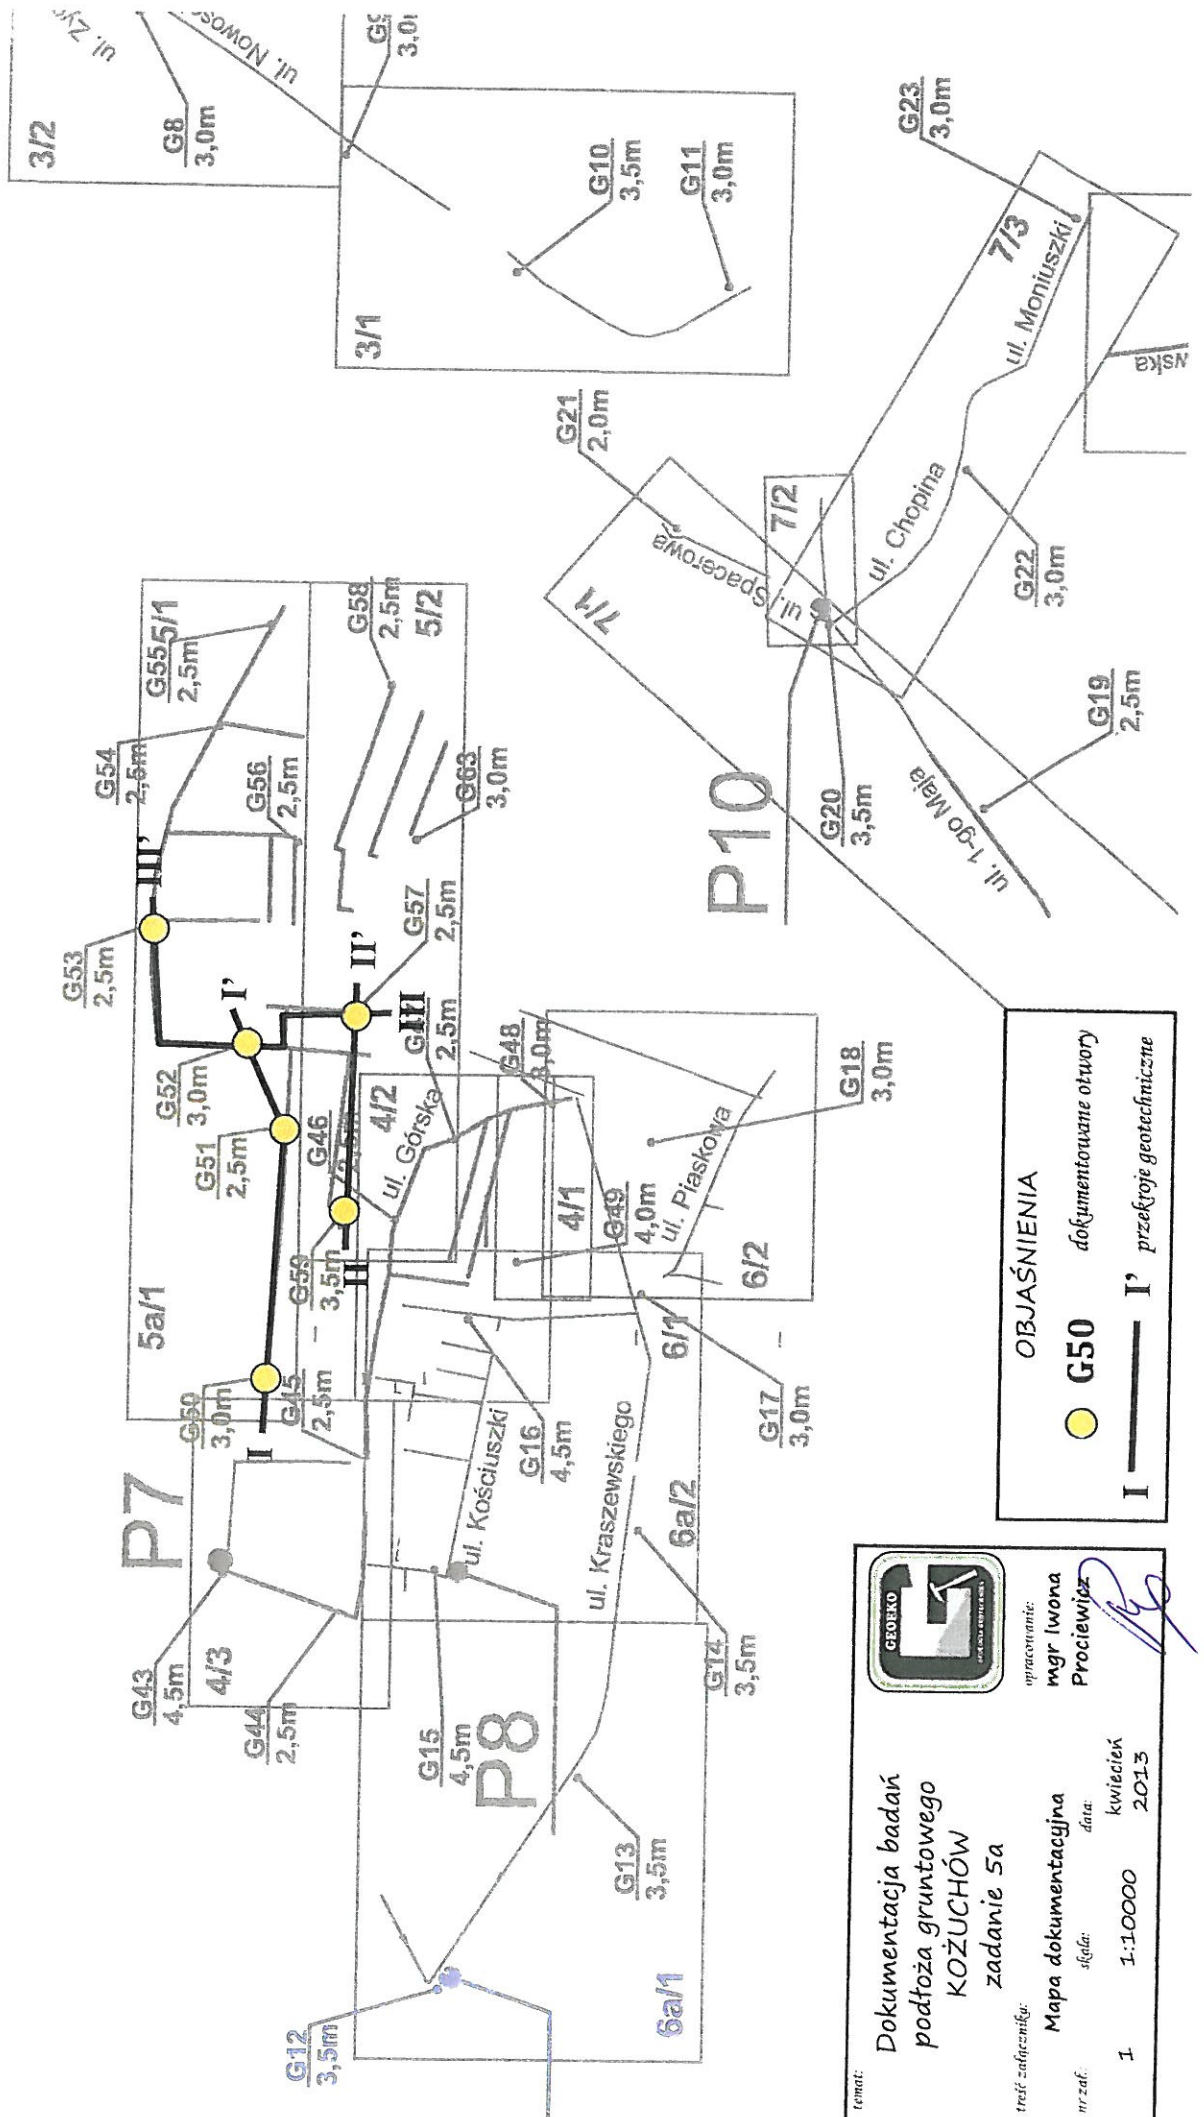 3/2
ul. Nowoś
G8
3,0m
3/1
G10
3,5m
G11
3,0m
G23
3,0m
7/3
ul. Moniuszki
wska
G21
2,0m
7/2
ul. Spacerowa
7/1
ul. Chopina
G22
3,0m
P10
G20
3,5m
ul. 1-go Maja
G19
2,5m
5/1
G55
2,5m
G54
2,5m
G56
2,5m
G58
2,5m
5/2
G63
3,0m
G53
2,5m
III'
G57
2,5m
II'
III
2,5m
I'
G52
3,0m
G51
2,5m
G46
4/2
ul. Górska
G48
3,0m
G18
3,0m
ul. Piaskowa
4/1
G49
4,0m
6/2
G59
3,5m
II
5a/1
G50
3,0m
I
G45
2,5m
6/1
G17
3,0m
G16
4,5m
ul. Kościuszki
ul. Kraszewskiego
6a/2
P7
G43
4,5m
4/3
G44
2,5m
G15
4,5m
P8
G14
3,5m
G13
3,5m
G12
3,5m
6a/1
OBJAŚNIENIA
G50 dokumentowane otwory
I I' przekroje geotechniczne
temat:
Dokumentacja badań
podłoża gruntowego
KOŻUCHÓW
zadanie 5a
GEOEKO
treść załącznika:
Mapa dokumentacyjna
opracowanie:
mgr Iwona
Prociewicz
nr zał.:
1
skala:
1:10000
data:
kwiecień
2013